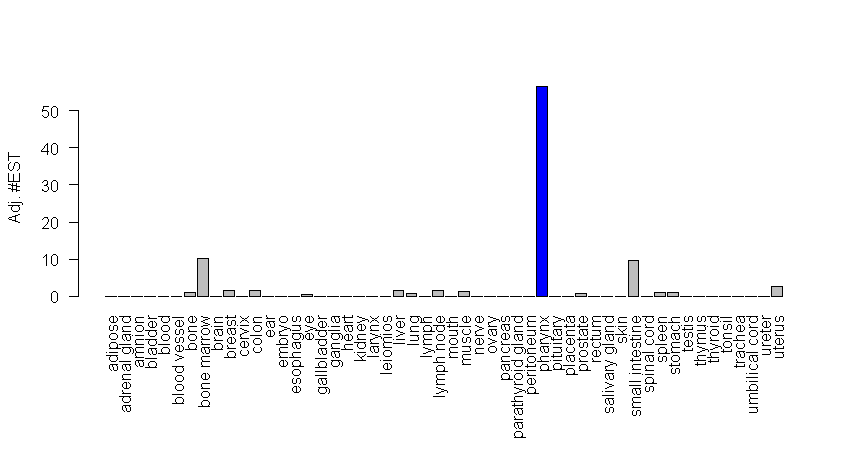 Adj. #EST
50
40
30
20
10
0
adipose
adrenal gland
amnion
bladder
blood
blood vessel
bone
bone marrow
brain
breast
cervix
colon
ear
embryo
esophagus
eye
gallbladder
ganglia
heart
kidney
larynx
leiomios
liver
lung
lymph
lymph node
mouth
muscle
nerve
ovary
pancreas
parathyroid gland
peritoneum
pharynx
pituitary
placenta
prostate
rectum
salivary gland
skin
small intestine
spinal cord
spleen
stomach
testis
thymus
thyroid
tonsil
trachea
umbilical cord
ureter
uterus